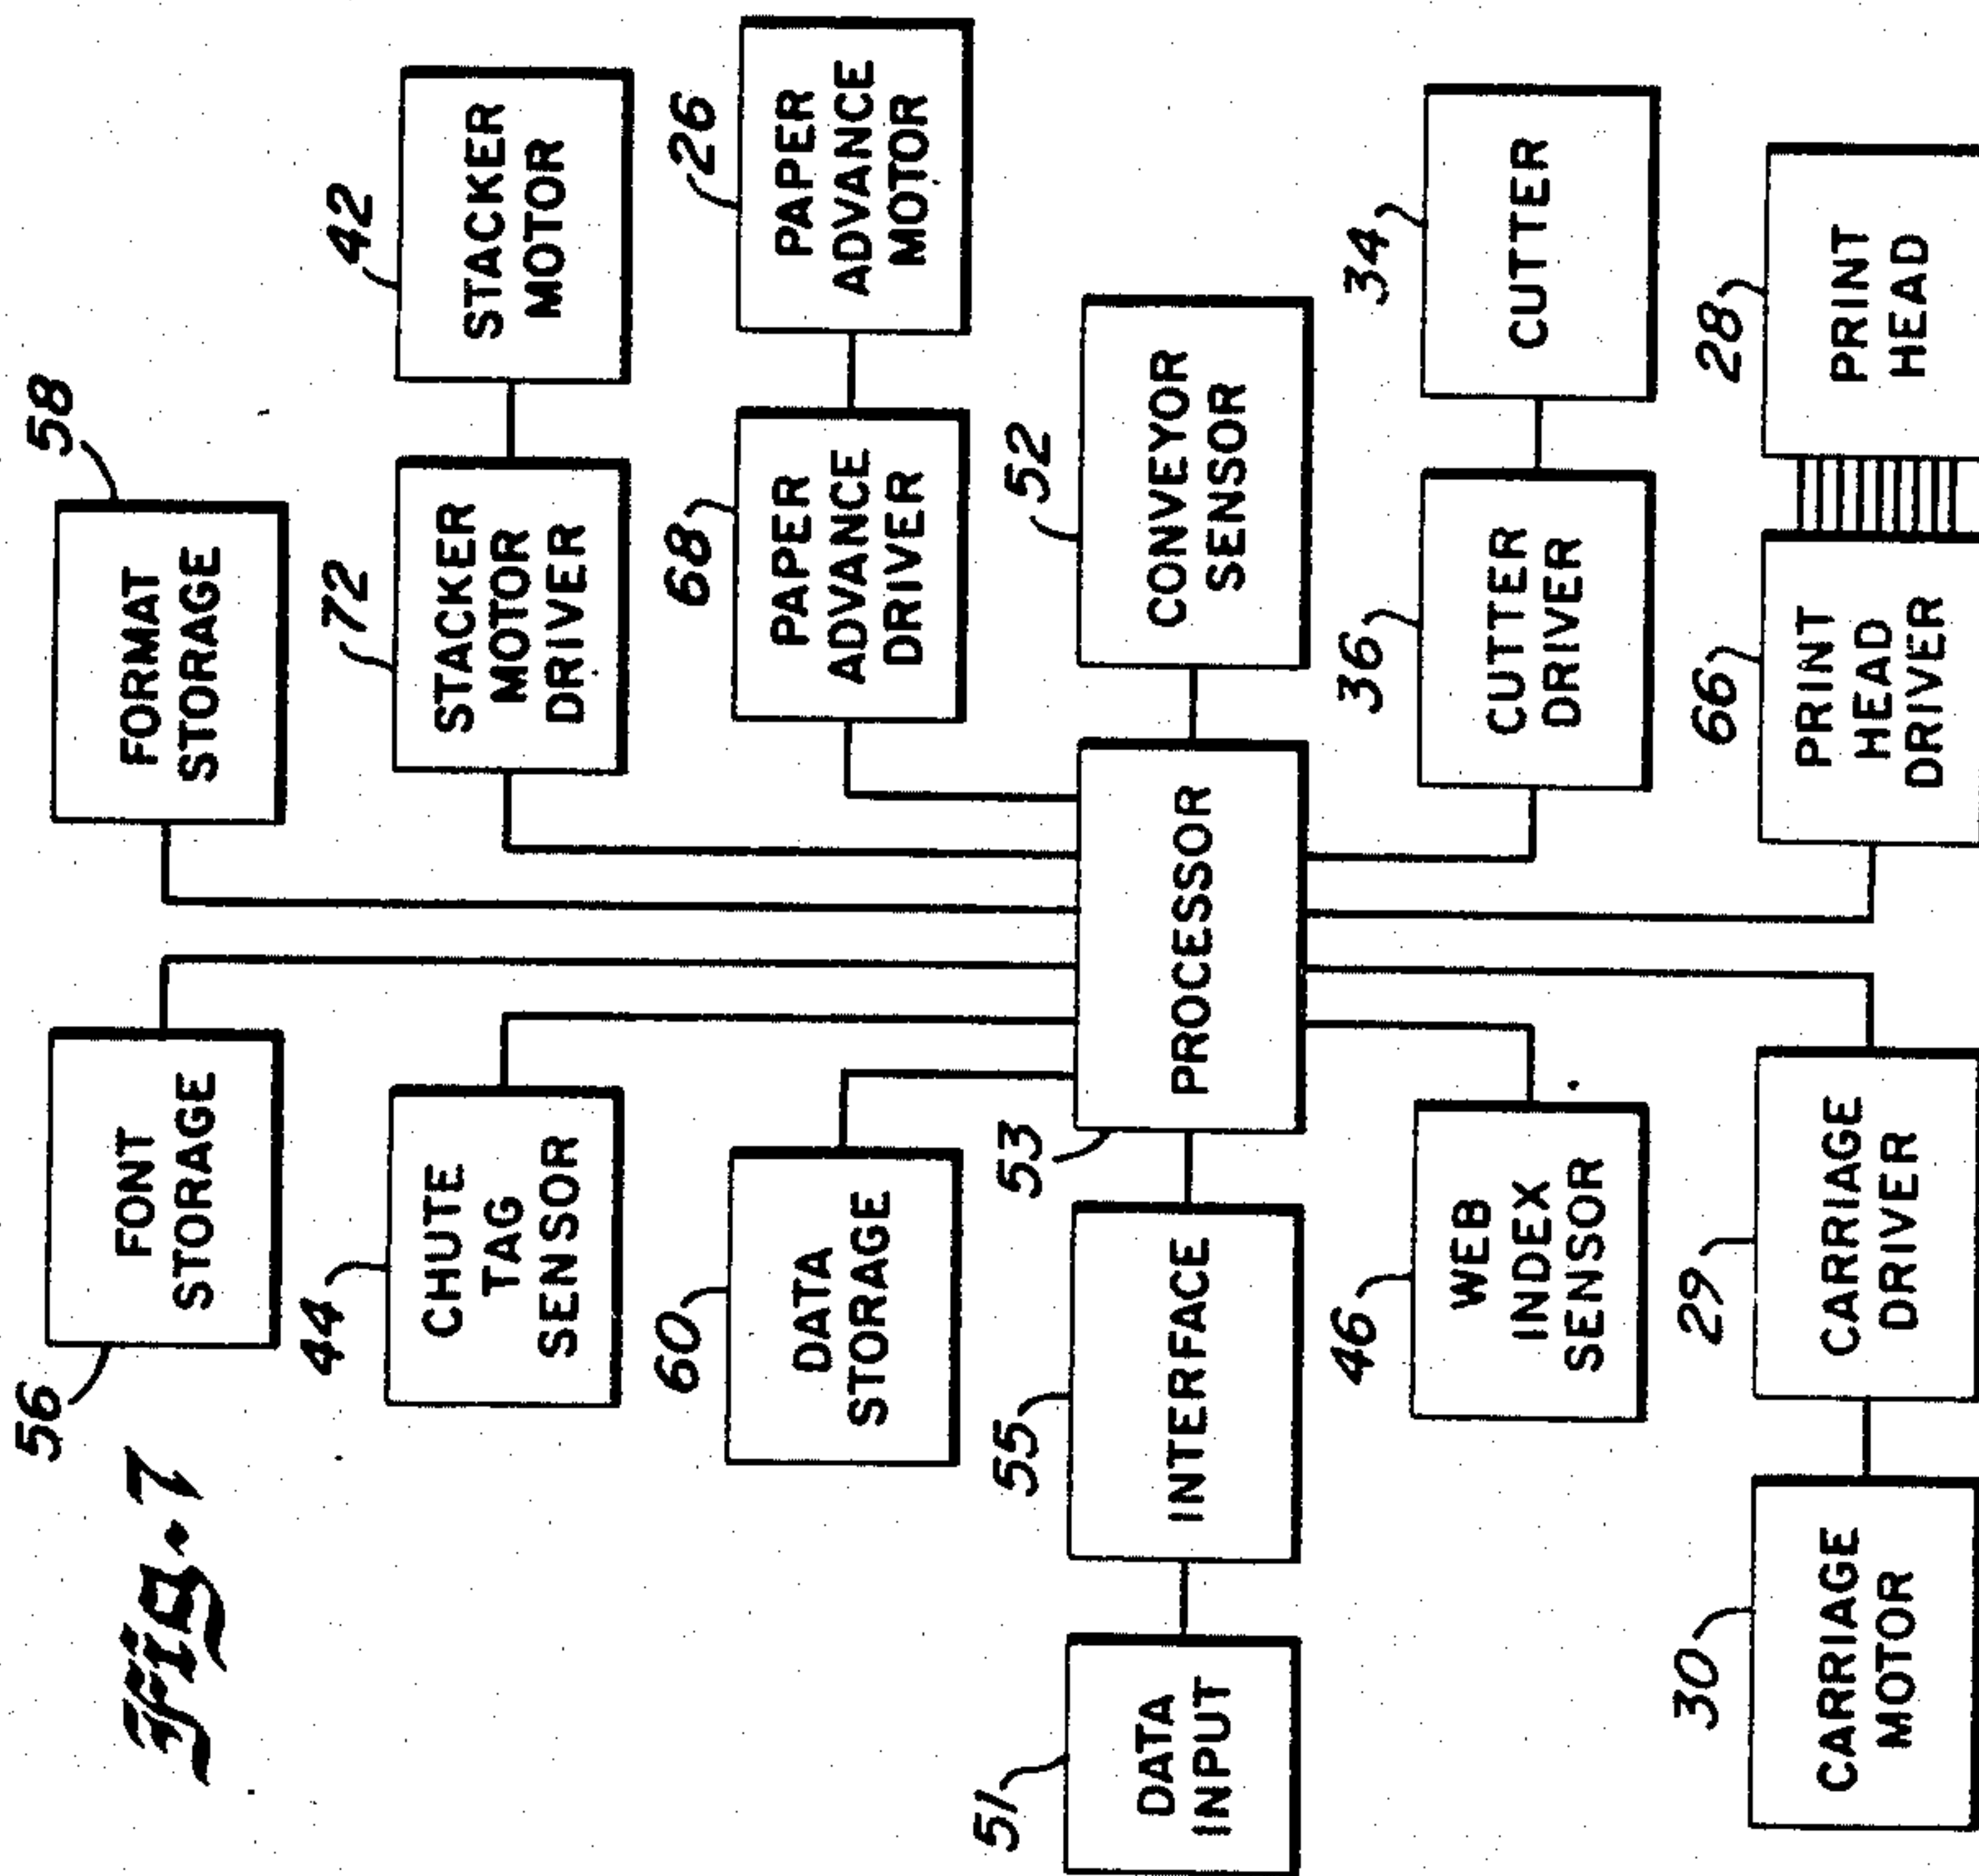 FIG. 7
56
FONT
STORAGE
58
FORMAT
STORAGE
44
CHUTE
TAG
SENSOR
72
STACKER
MOTOR
DRIVER
42
STACKER
MOTOR
60
DATA
STORAGE
68
PAPER
ADVANCE
DRIVER
26
PAPER
ADVANCE
MOTOR
51
DATA
INPUT
55
INTERFACE
53
PROCESSOR
52
CONVEYOR
SENSOR
46
WEB
INDEX
SENSOR
36
CUTTER
DRIVER
34
CUTTER
30
CARRIAGE
MOTOR
29
CARRIAGE
DRIVER
66
PRINT
HEAD
DRIVER
28
PRINT
HEAD